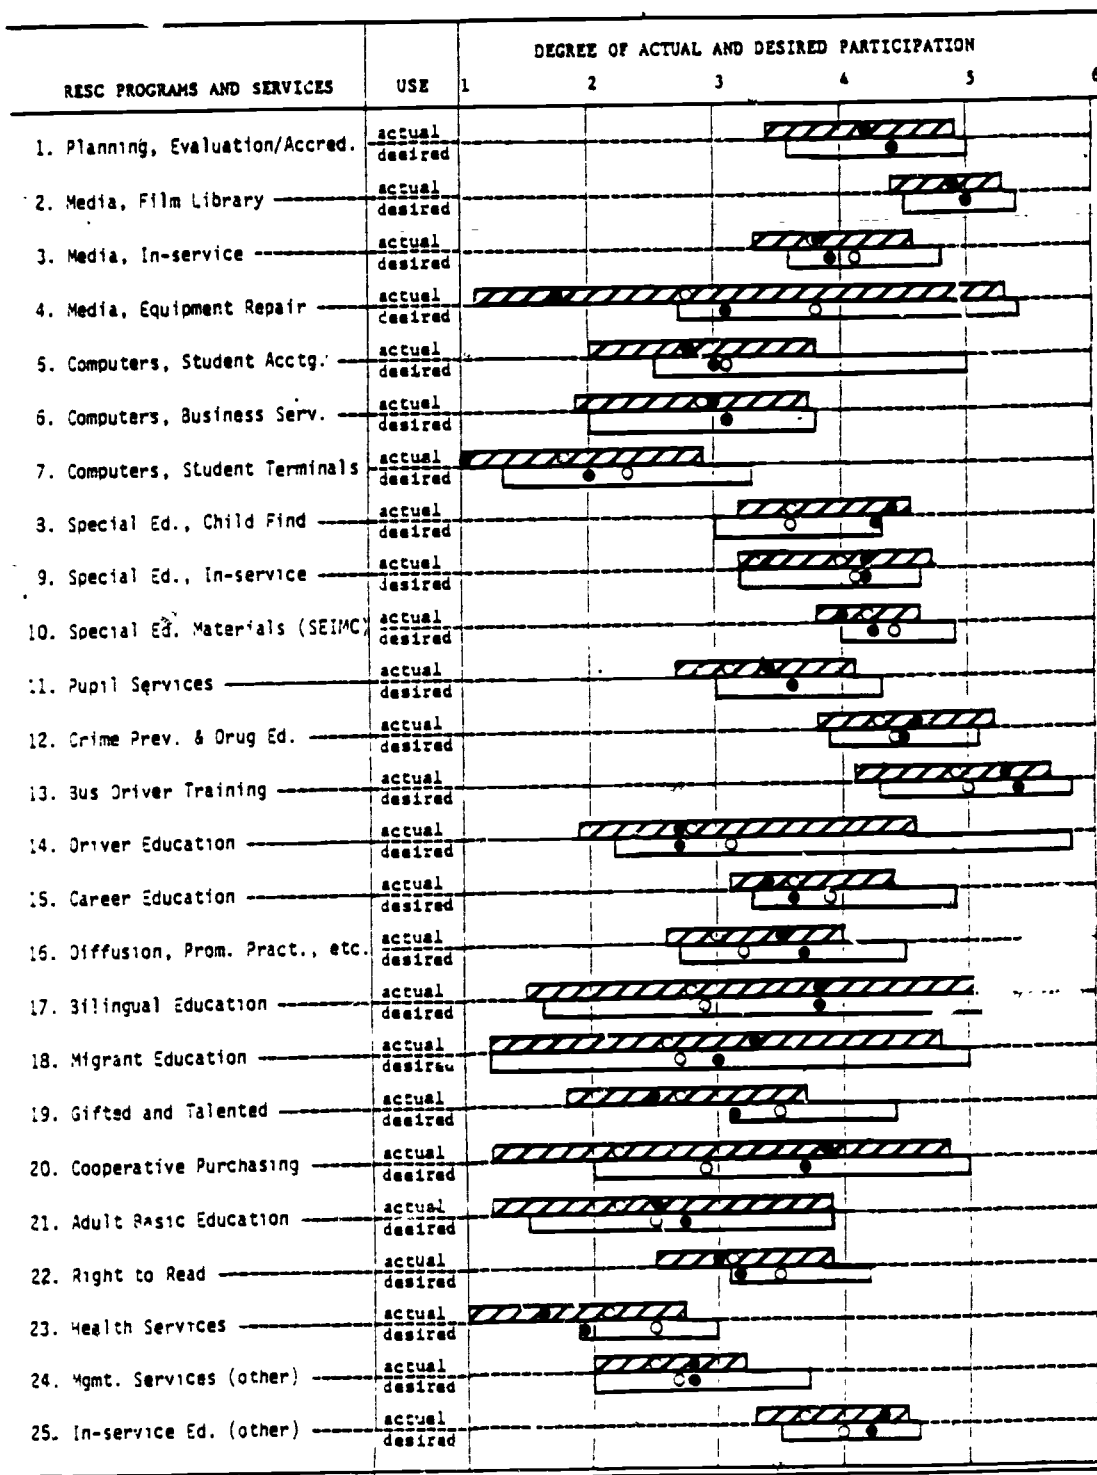 DEGREE OF ACTUAL AND DESIRED PARTICIPATION
RESC PROGRAMS AND SERVICES USE 1 2 3 4 5 6
1. Planning, Evaluation/Accred. actual
desired
2. Media, Film Library actual
desired
3. Media, In-service actual
desired
4. Media, Equipment Repair actual
desired
5. Computers, Student Acctg. actual
desired
6. Computers, Business Serv. actual
desired
7. Computers, Student Terminals actual
desired
3. Special Ed., Child Find actual
desired
9. Special Ed., In-service actual
desired
10. Special Ed. Materials (SEIMC) actual
desired
11. Pupil Services actual
desired
12. Crime Prev. & Drug Ed. actual
desired
13. Bus Driver Training actual
desired
14. Driver Education actual
desired
15. Career Education actual
desired
16. Diffusion, Prom. Pract., etc. actual
desired
17. Bilingual Education actual
desired
18. Migrant Education actual
desired
19. Gifted and Talented actual
desired
20. Cooperative Purchasing actual
desired
21. Adult Basic Education actual
desired
22. Right to Read actual
desired
23. Health Services actual
desired
24. Mgmt. Services (other) actual
desired
25. In-service Ed. (other) actual
desired